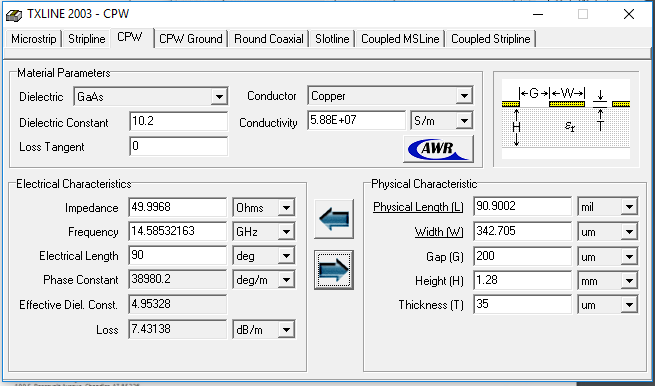 TXLINE 2003 - CPW
Microstrip Stripline CPW CPW Ground Round Coaxial Slotline Coupled MSLine Coupled Stripline
Material Parameters
Dielectric GaAs Conductor Copper
Dielectric Constant 10.2 Conductivity 5.88E+07 S/m
Loss Tangent 0 AWR
G W H εr T
Electrical Characteristics
Impedance 49.9968 Ohms
Frequency 14.58532163 GHz
Electrical Length 90 deg
Phase Constant 38980.2 deg/m
Effective Diel. Const. 4.95328
Loss 7.43138 dB/m
Physical Characteristic
Physical Length (L) 90.9002 mil
Width (W) 342.705 um
Gap (G) 200 um
Height (H) 1.28 mm
Thickness (T) 35 um